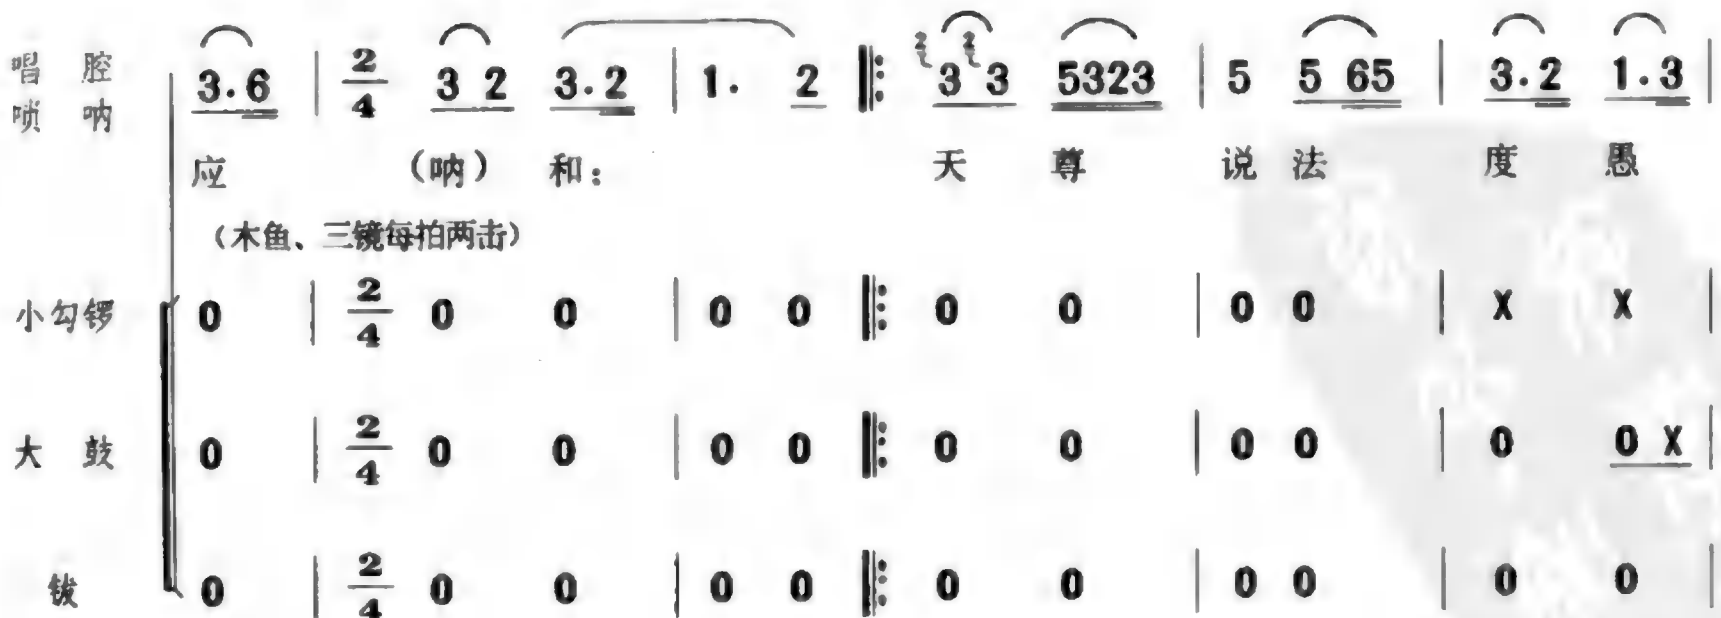 唱 腔 3.6 | 2/4 3 2 3.2 | 1. 2 ‖: 2 3 2 3 5323 | 5 5 65 | 3.2 1.3 |
唢 呐
应 (呐) 和: 天 尊 说 法 度 愚
(木鱼、三镜每拍两击)
小勾锣 0 | 2/4 0 0 | 0 0 ‖: 0 0 | 0 0 | X X |
大 鼓 0 | 2/4 0 0 | 0 0 ‖: 0 0 | 0 0 | 0 0 X |
钹 0 | 2/4 0 0 | 0 0 ‖: 0 0 | 0 0 | 0 0 |